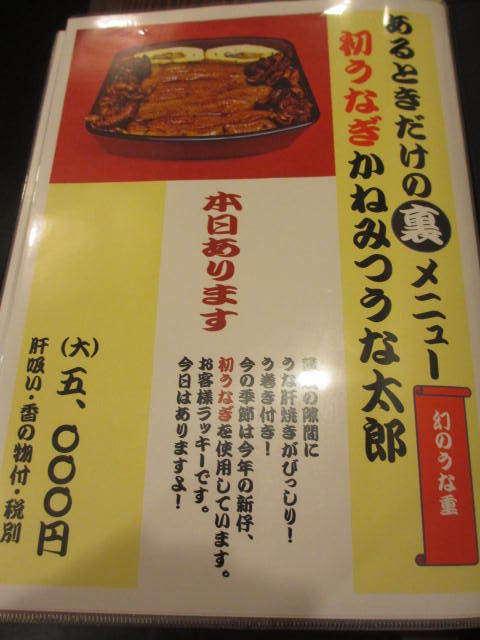 あるときだけの裏メニュー
初うなぎかねみつうな太郎
幻のうな重
本日あります
の隙間に
うな肝焼きがびっしり！
う巻き付き！
今の季節は今年の新仔、
初うなぎを使用しています。
お客様ラッキーです。
今日はありますよ！
（大）五、〇〇〇円
肝吸い・香の物付・税別